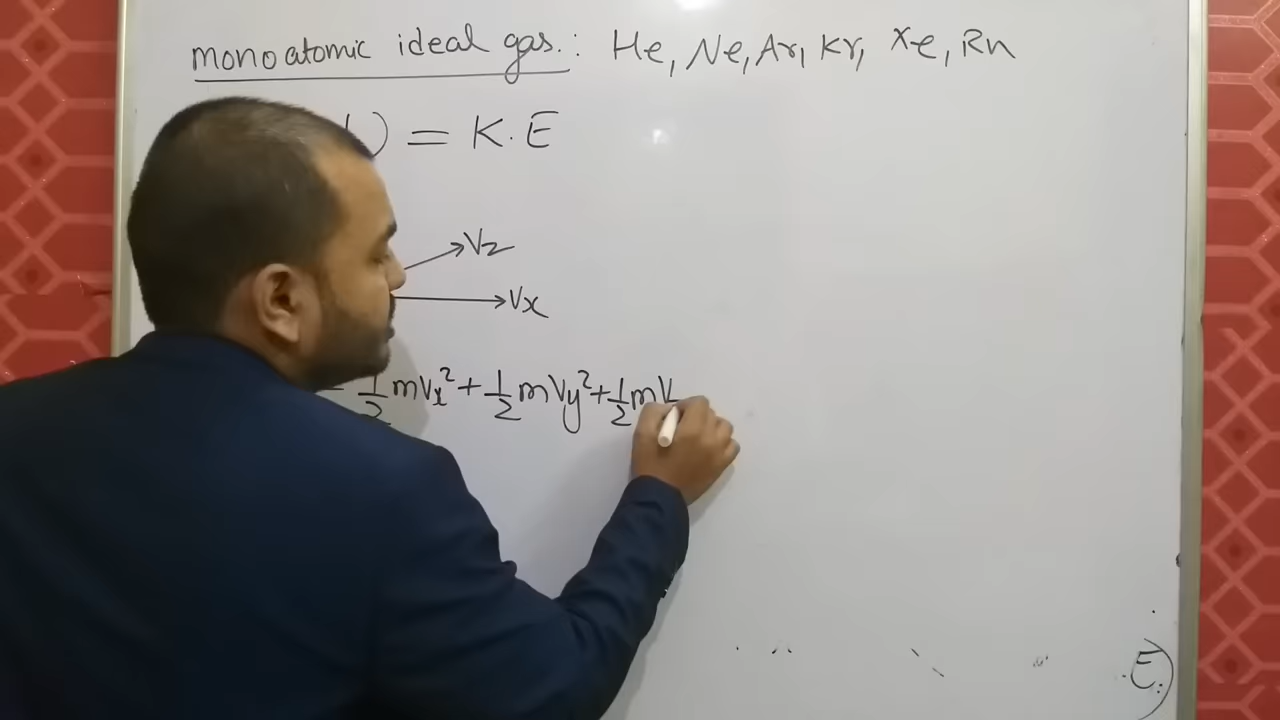 monoatomic ideal gas.: He, Ne, Ar, Kr, Xe, Rn
) = K.E
Vz
Vx
1/2 mVx² + 1/2 mVy² + 1/2 mV
E